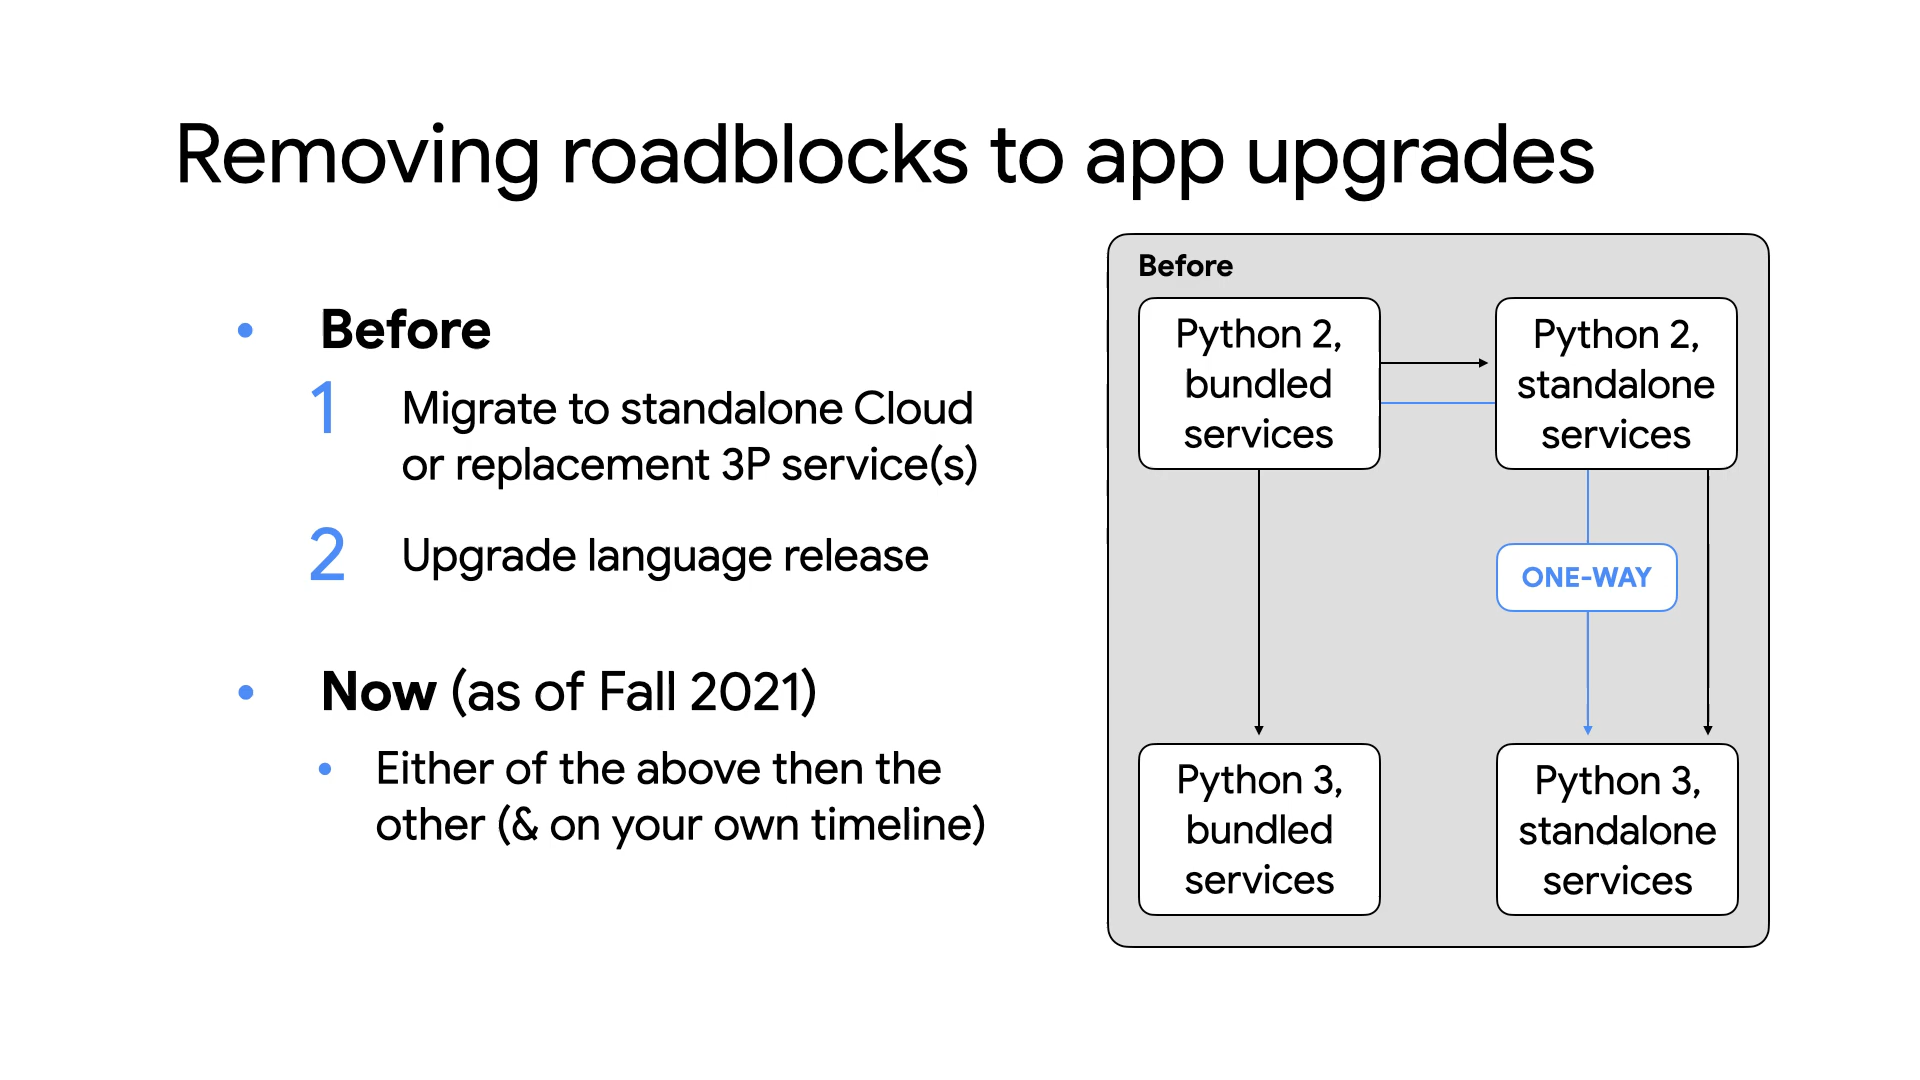 Removing roadblocks to app upgrades
• Before
1 Migrate to standalone Cloud
or replacement 3P service(s)
2 Upgrade language release
• Now (as of Fall 2021)
• Either of the above then the
other (& on your own timeline)
Before
Python 2,
bundled
services
Python 2,
standalone
services
ONE-WAY
Python 3,
bundled
services
Python 3,
standalone
services